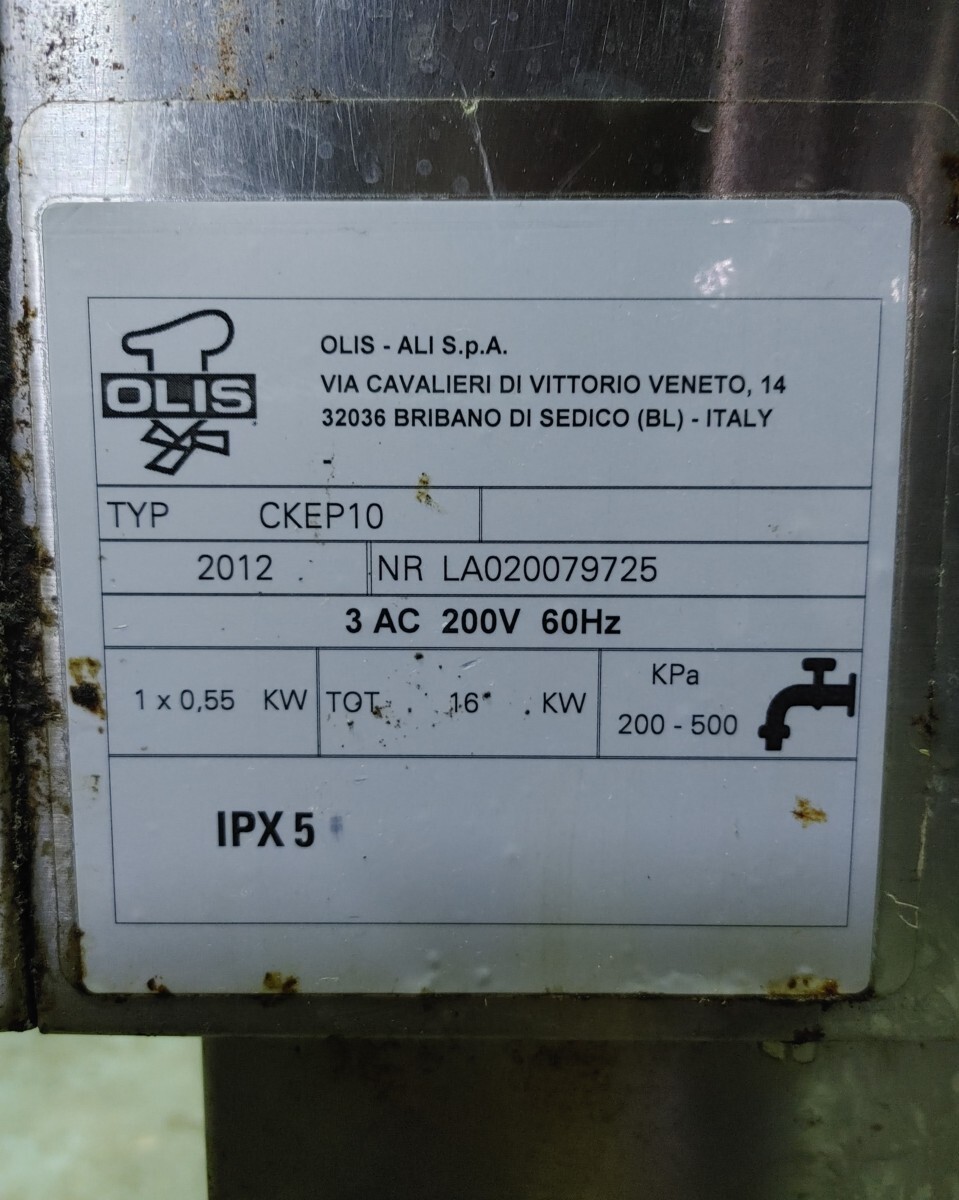 OLIS
OLIS - ALI S.p.A.
VIA CAVALIERI DI VITTORIO VENETO, 14
32036 BRIBANO DI SEDICO (BL) - ITALY
-
TYP CKEP10
2012 NR LA020079725
3 AC 200V 60Hz
1 x 0,55 KW TOT. 16 KW KPa
200 - 500
IPX 5